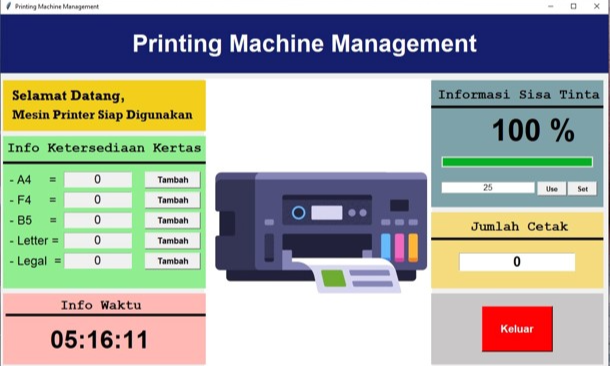 Printing Machine Management
Printing Machine Management
Selamat Datang,
Mesin Printer Siap Digunakan
Info Ketersediaan Kertas
- A4 = 0 Tambah
- F4 = 0 Tambah
- B5 = 0 Tambah
- Letter = 0 Tambah
- Legal = 0 Tambah
Info Waktu
05:16:11
Informasi Sisa Tinta
100 %
25 Use Set
Jumlah Cetak
0
Keluar